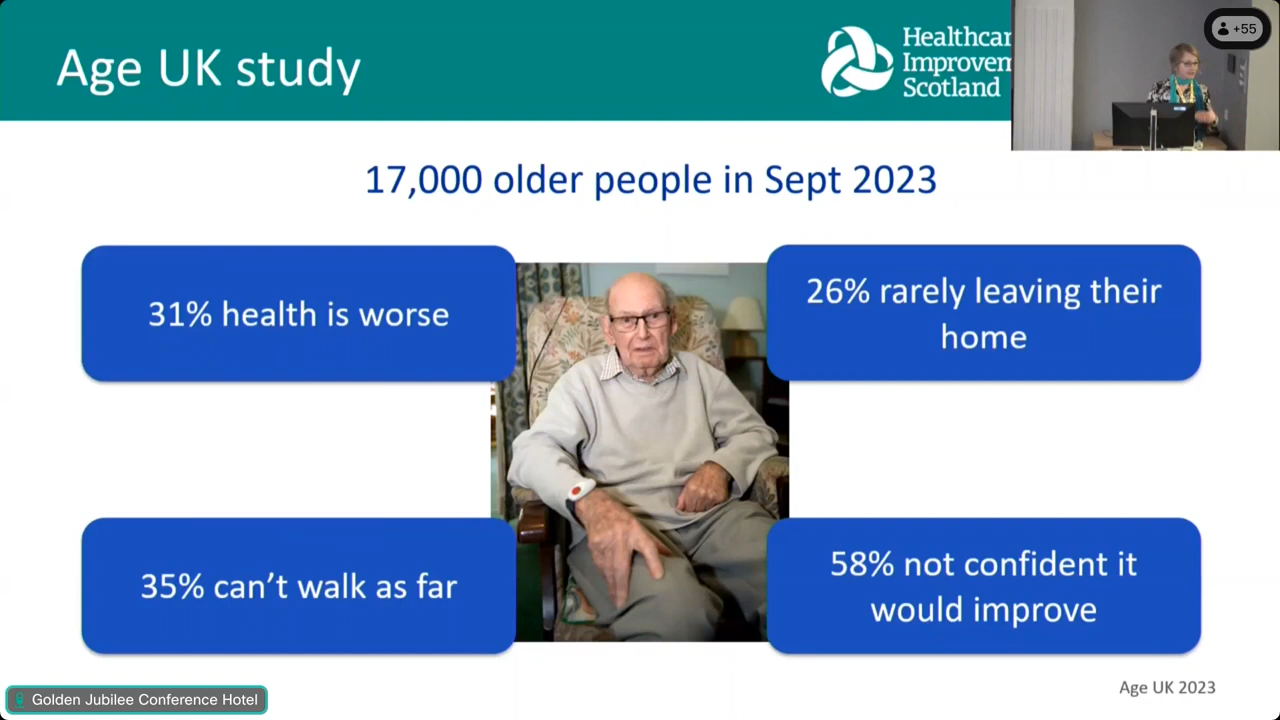 Age UK study
Healthcar
Improvem
Scotland
+55
17,000 older people in Sept 2023
31% health is worse
26% rarely leaving their
home
35% can't walk as far
58% not confident it
would improve
Age UK 2023
Golden Jubilee Conference Hotel